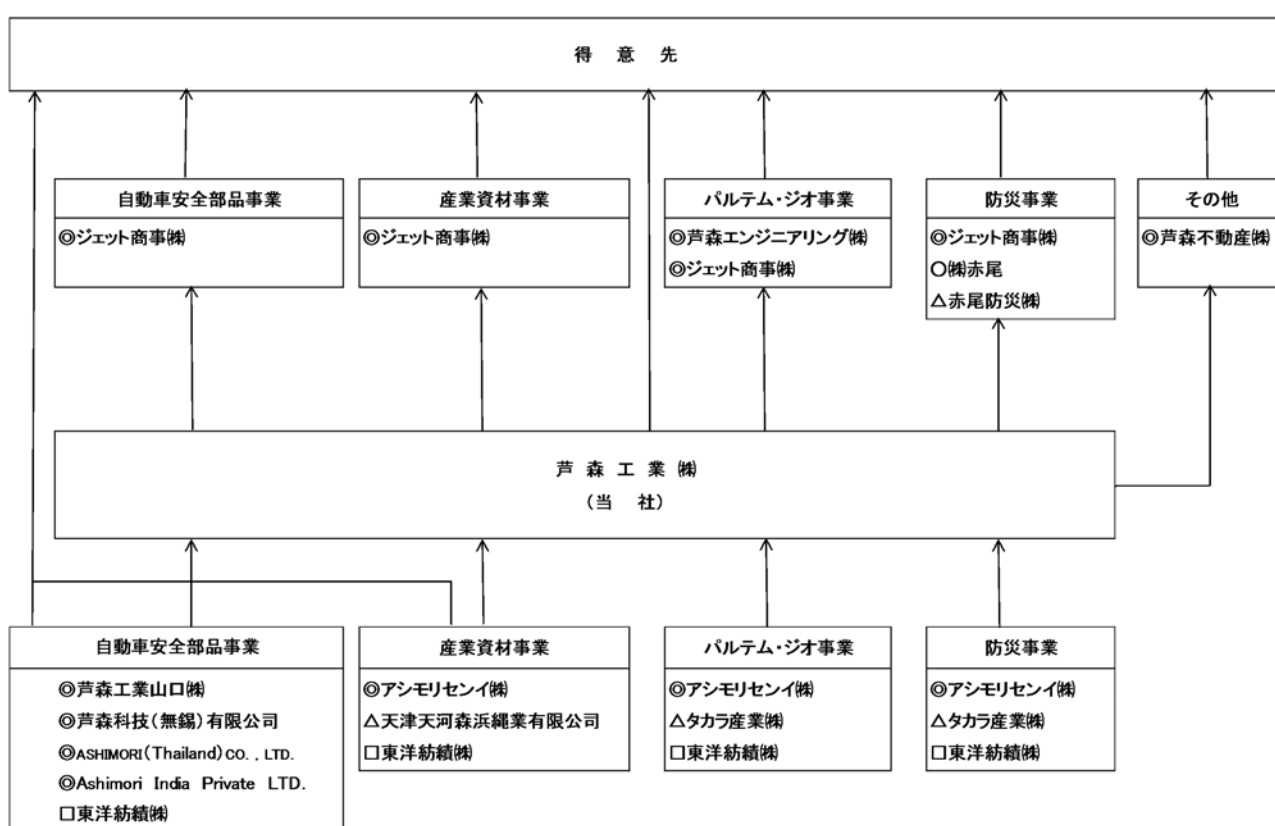 得 意 先
自動車安全部品事業
◎ジェット商事㈱
産業資材事業
◎ジェット商事㈱
パルテム・ジオ事業
◎芦森エンジニアリング㈱
◎ジェット商事㈱
防災事業
◎ジェット商事㈱
○㈱赤尾
△赤尾防災㈱
その他
◎芦森不動産㈱
芦 森 工 業 ㈱
（当 社）
自動車安全部品事業
◎芦森工業山口㈱
◎芦森科技（無錫）有限公司
◎ASHIMORI（Thailand）CO．，LTD．
◎Ashimori India Private LTD．
□東洋紡績㈱
産業資材事業
◎アシモリセンイ㈱
△天津天河森浜縄業有限公司
□東洋紡績㈱
パルテム・ジオ事業
◎アシモリセンイ㈱
△タカラ産業㈱
□東洋紡績㈱
防災事業
◎アシモリセンイ㈱
△タカラ産業㈱
□東洋紡績㈱